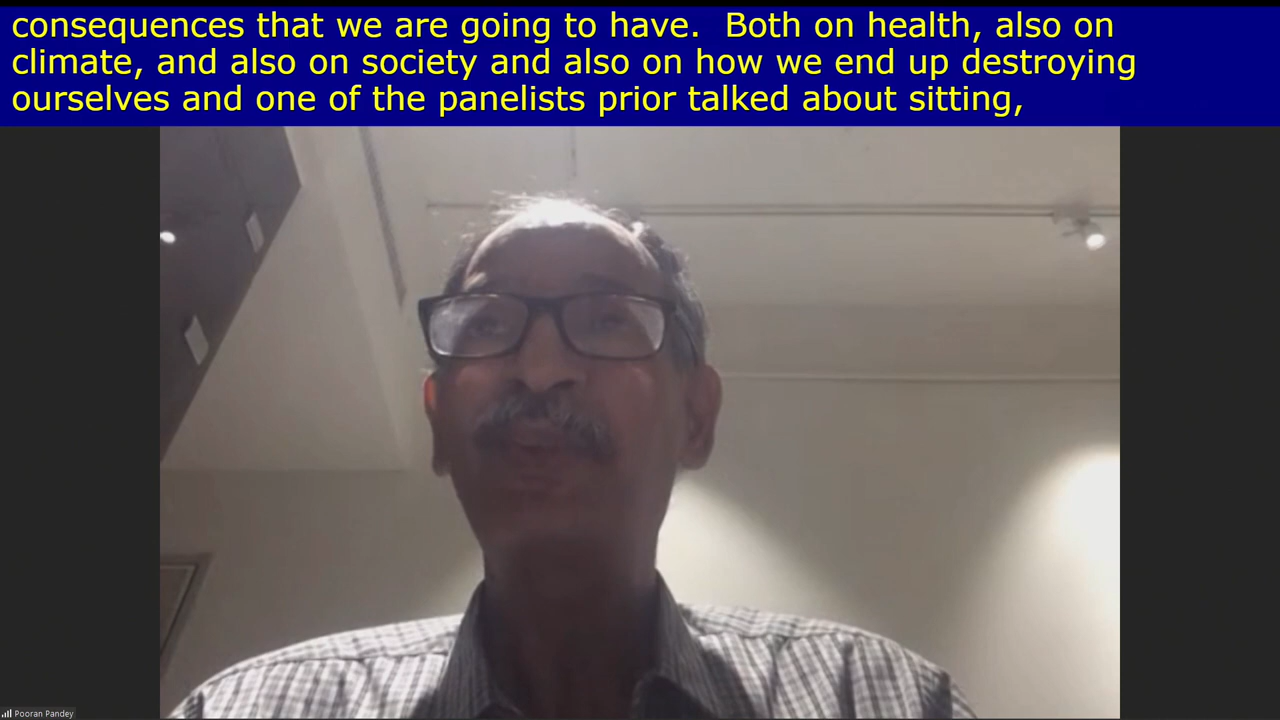 consequences that we are going to have.  Both on health, also on
climate, and also on society and also on how we end up destroying
ourselves and one of the panelists prior talked about sitting,
Pooran Pandey